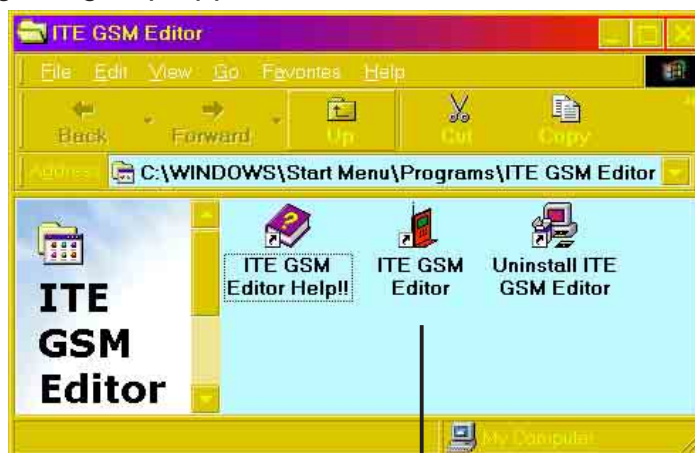 ITE GSM Editor
File Edit View Go Favorites Help
Back Forward Up Cut Copy
Address C:\WINDOWS\Start Menu\Programs\ITE GSM Editor
ITE
GSM
Editor
ITE GSM
Editor Help!!
ITE GSM
Editor
Uninstall ITE
GSM Editor
My Computer